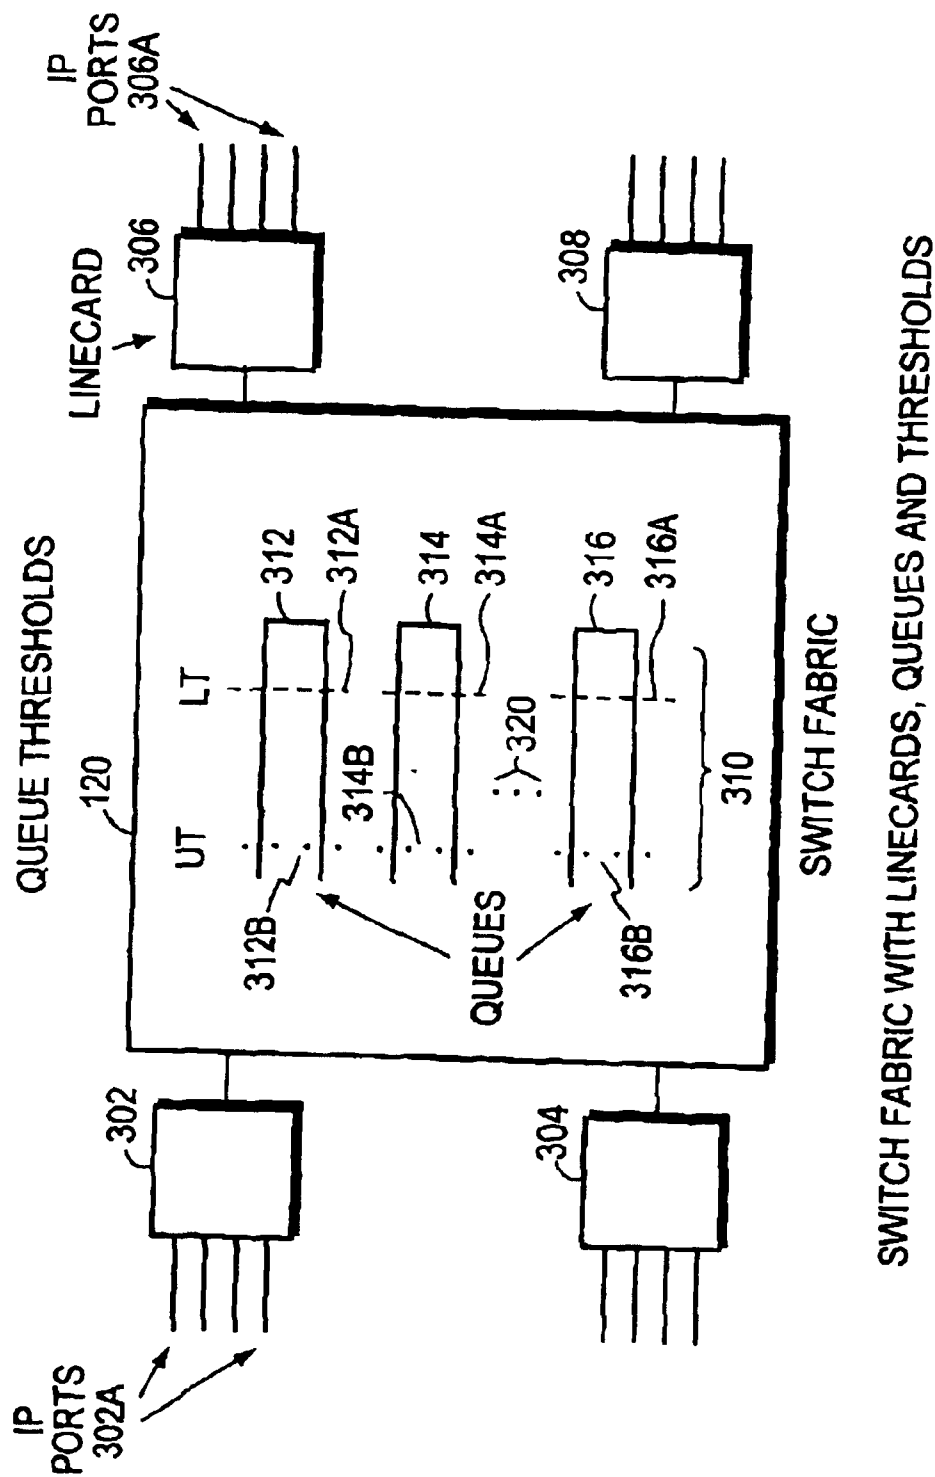 QUEUE THRESHOLDS
IP
PORTS
302A
302
304
120
UT
LT
312
312A
312B
314
314A
314B
320
316
316A
316B
QUEUES
310
SWITCH FABRIC
LINECARD
306
IP
PORTS
306A
308
SWITCH FABRIC WITH LINECARDS, QUEUES AND THRESHOLDS